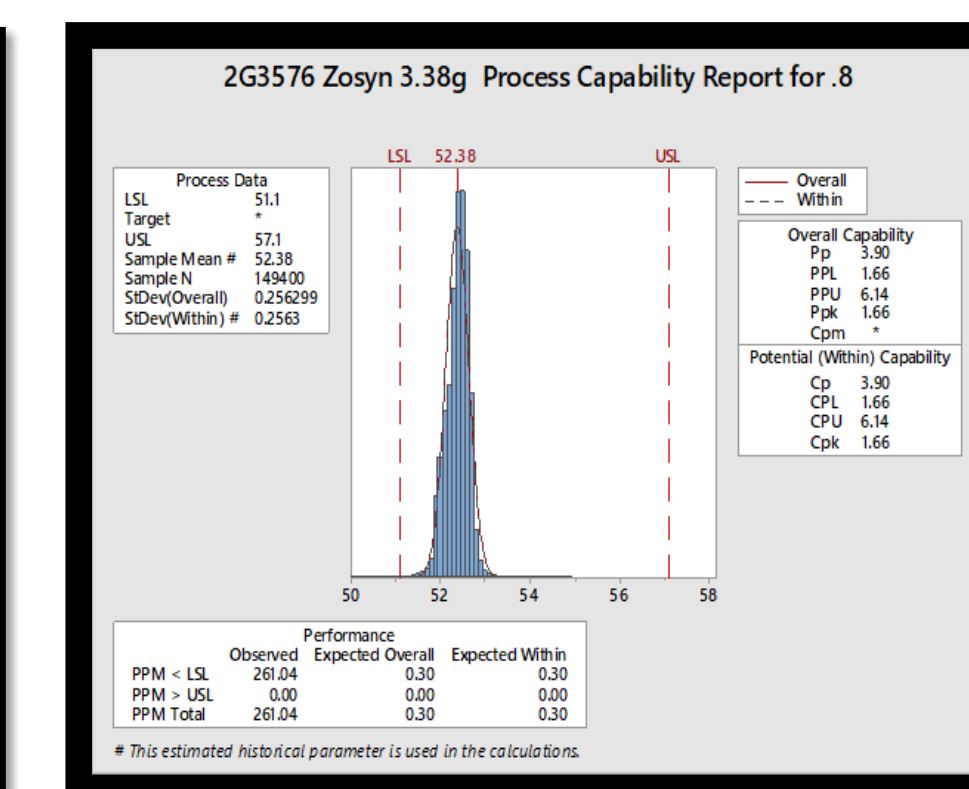 2G3576 Zosyn 3.38g Process Capability Report for .8
LSL 52.38 USL
Process Data
LSL 51.1
Target *
USL 57.1
Sample Mean # 52.38
Sample N 149400
StDev(Overall) 0.256299
StDev(Within) # 0.2563
Overall
Within
Overall Capability
Pp 3.90
PPL 1.66
PPU 6.14
Ppk 1.66
Cpm *
Potential (Within) Capability
Cp 3.90
CPL 1.66
CPU 6.14
Cpk 1.66
50 52 54 56 58
Performance
Observed Expected Overall Expected Within
PPM < LSL 261.04 0.30 0.30
PPM > USL 0.00 0.00 0.00
PPM Total 261.04 0.30 0.30
# This estimated historical parameter is used in the calculations.